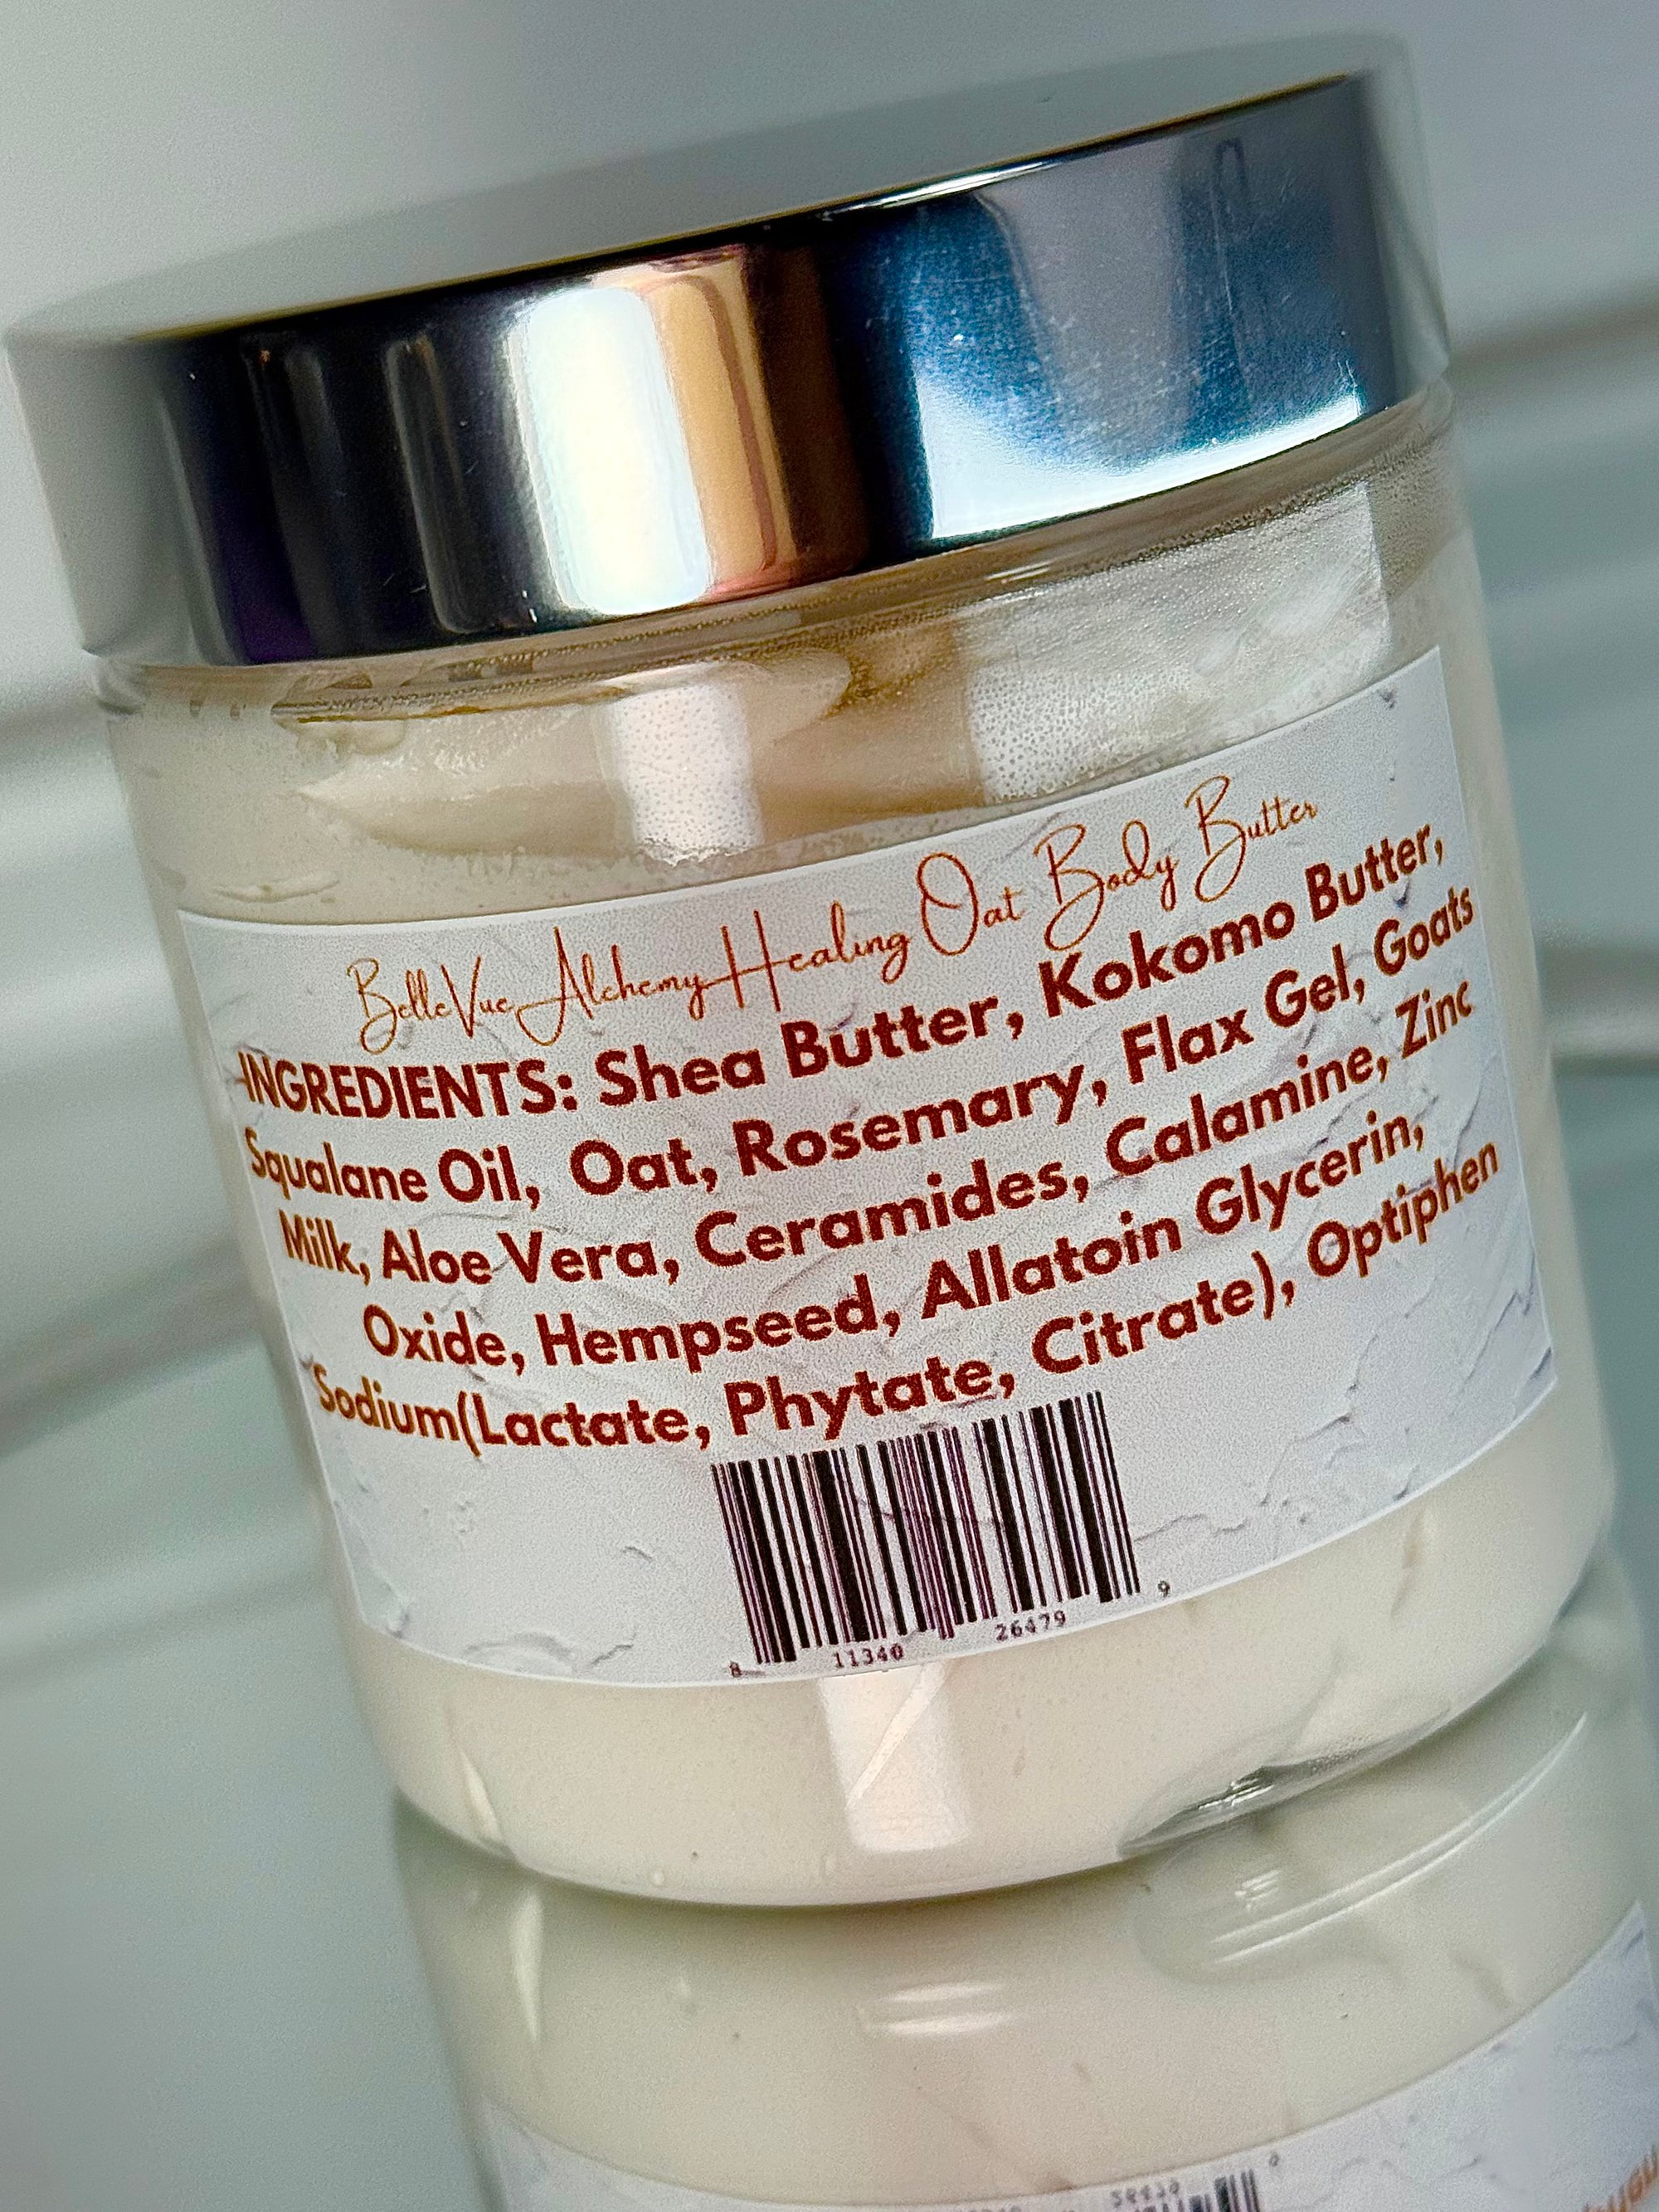 BelleVue Alchemy Healing Oat Body Butter
INGREDIENTS: Shea Butter, Kokomo Butter,
Squalane Oil, Oat, Rosemary, Flax Gel, Goats
Milk, Aloe Vera, Ceramides, Calamine, Zinc
Oxide, Hempseed, Allatoin Glycerin,
Sodium(Lactate, Phytate, Citrate), Optiphen
8 11340 26479 9